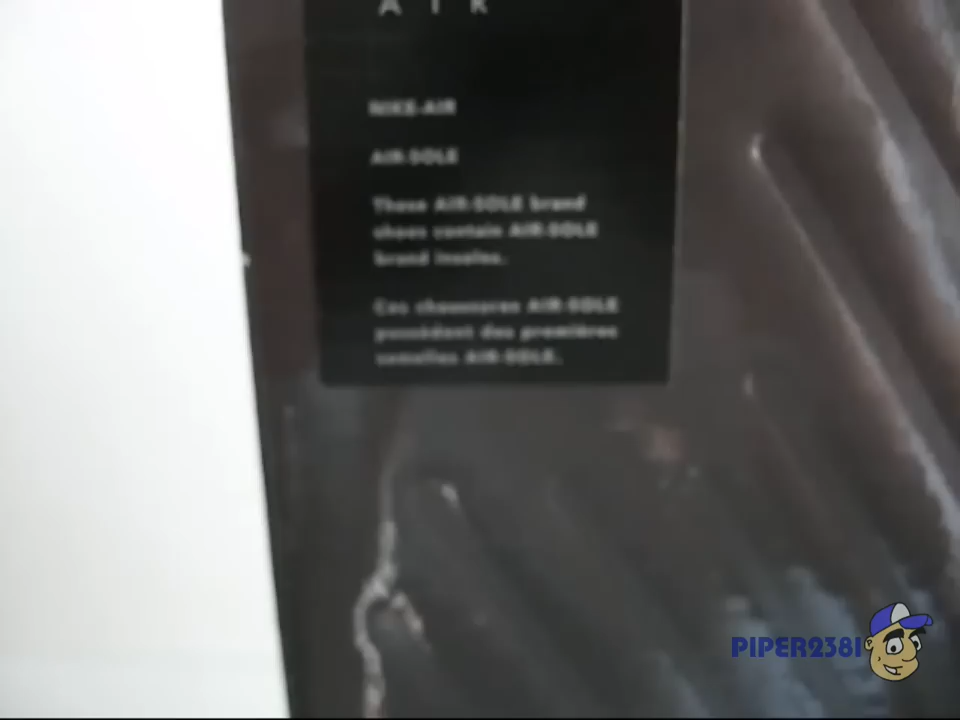 AIR
NIKE-AIR
AIR-SOLE
These AIR-SOLE brand
shoes contain AIR-SOLE
brand insoles.
Ces chaussures AIR-SOLE
possèdent des premières
semelles AIR-SOLE.
PIPER2381